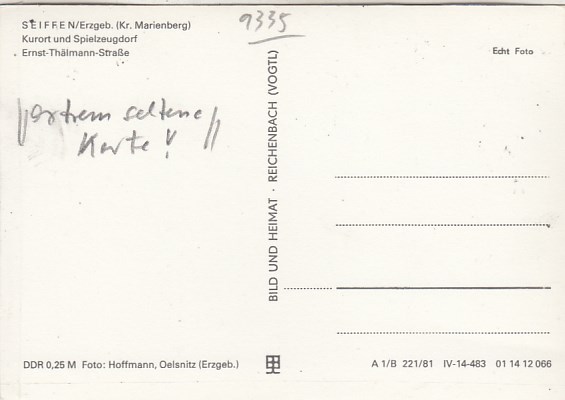 SEIFFEN/Erzgeb. (Kr. Marienberg)
Kurort und Spielzeugdorf
Ernst-Thälmann-Straße
9335
Echt Foto
extrem seltene
Karte!
BILD UND HEIMAT · REICHENBACH (VOGTL)
DDR 0,25 M Foto: Hoffmann, Oelsnitz (Erzgeb.)
A 1/B 221/81 IV-14-483 01 14 12 066